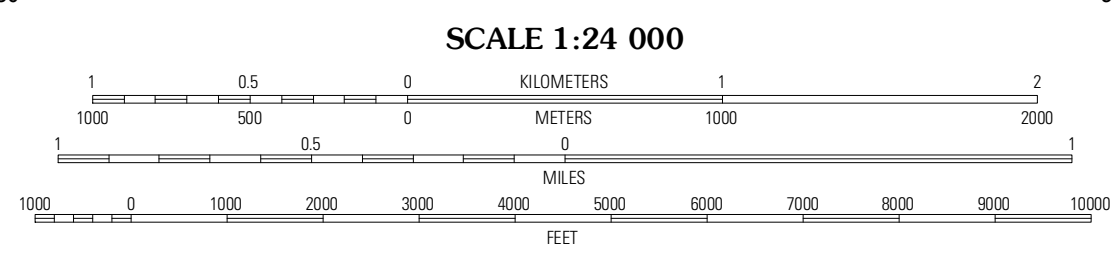 SCALE 1:24 000
1 0.5 0 KILOMETERS 1 2
1000 500 0 METERS 1000 2000
1 0.5 0 1
MILES
1000 0 1000 2000 3000 4000 5000 6000 7000 8000 9000 10000
FEET